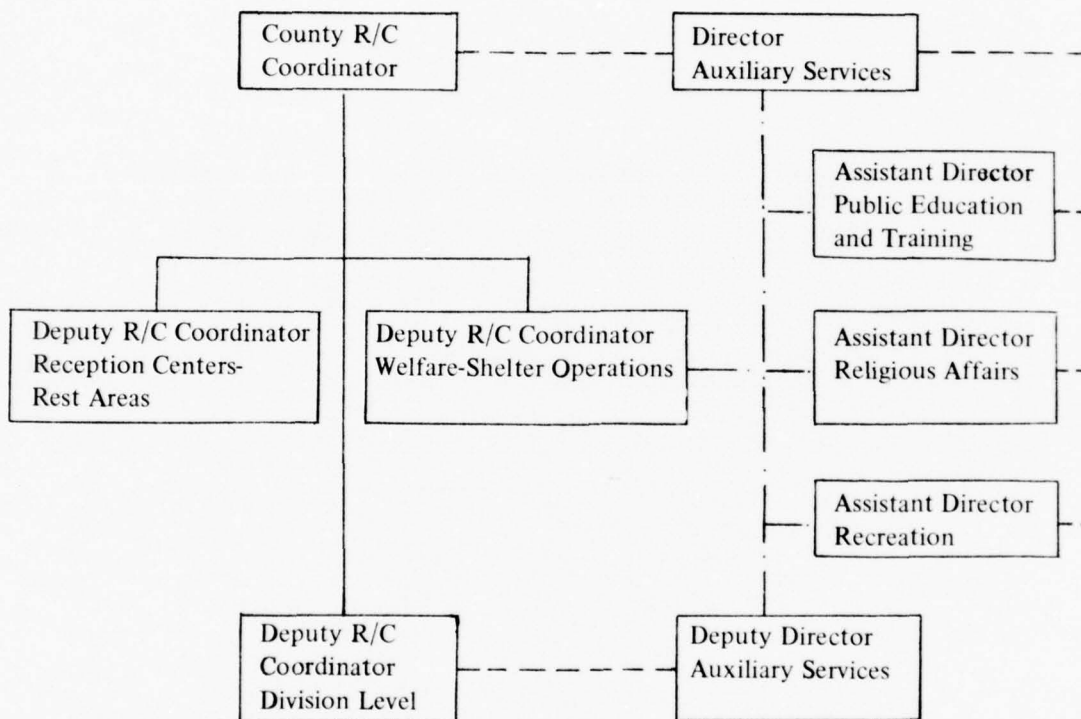 County R/C
Coordinator
Director
Auxiliary Services
Assistant Director
Public Education
and Training
Deputy R/C Coordinator
Reception Centers-
Rest Areas
Deputy R/C Coordinator
Welfare-Shelter Operations
Assistant Director
Religious Affairs
Assistant Director
Recreation
Deputy R/C
Coordinator
Division Level
Deputy Director
Auxiliary Services